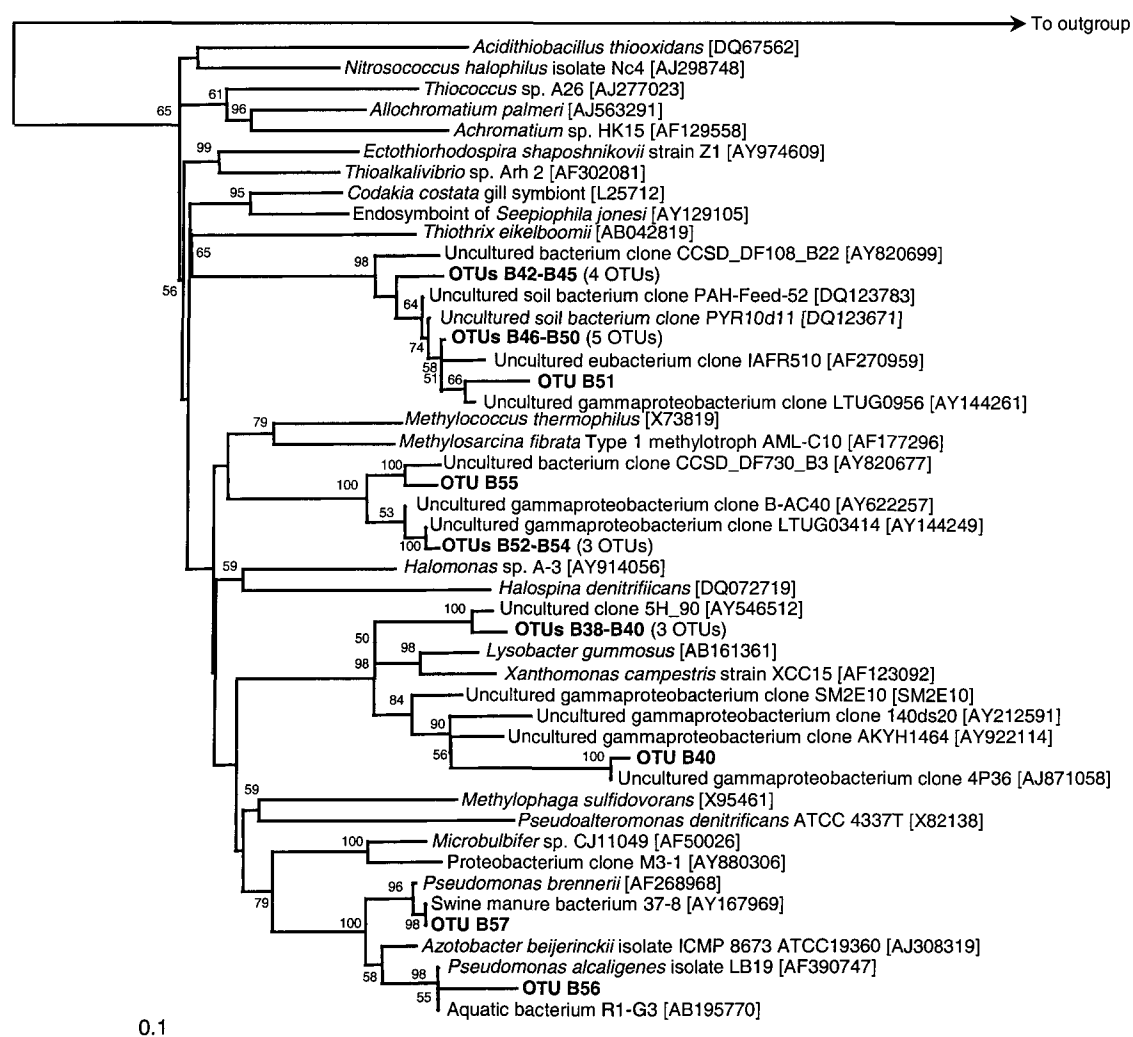 To outgroup
Acidithiobacillus thiooxidans [DQ67562]
Nitrosococcus halophilus isolate Nc4 [AJ298748]
61 Thiococcus sp. A26 [AJ277023]
65 96 Allochromatium palmeri [AJ563291]
Achromatium sp. HK15 [AF129558]
99 Ectothiorhodospira shaposhnikovii strain Z1 [AY974609]
Thioalkalivibrio sp. Arh 2 [AF302081]
95 Codakia costata gill symbiont [L25712]
Endosymboint of Seepiophila jonesi [AY129105]
Thiothrix eikelboomii [AB042819]
65 Uncultured bacterium clone CCSD_DF108_B22 [AY820699]
98 OTUs B42-B45 (4 OTUs)
56 64 Uncultured soil bacterium clone PAH-Feed-52 [DQ123783]
Uncultured soil bacterium clone PYR10d11 [DQ123671]
74 OTUs B46-B50 (5 OTUs)
58 Uncultured eubacterium clone IAFR510 [AF270959]
51 66 OTU B51
Uncultured gammaproteobacterium clone LTUG0956 [AY144261]
79 Methylococcus thermophilus [X73819]
Methylosarcina fibrata Type 1 methylotroph AML-C10 [AF177296]
100 Uncultured bacterium clone CCSD_DF730_B3 [AY820677]
100 OTU B55
Uncultured gammaproteobacterium clone B-AC40 [AY622257]
53 Uncultured gammaproteobacterium clone LTUG03414 [AY144249]
100 OTUs B52-B54 (3 OTUs)
59 Halomonas sp. A-3 [AY914056]
Halospina denitrifiicans [DQ072719]
100 Uncultured clone 5H_90 [AY546512]
OTUs B38-B40 (3 OTUs)
50 98 Lysobacter gummosus [AB161361]
98 Xanthomonas campestris strain XCC15 [AF123092]
84 Uncultured gammaproteobacterium clone SM2E10 [SM2E10]
90 Uncultured gammaproteobacterium clone 140ds20 [AY212591]
Uncultured gammaproteobacterium clone AKYH1464 [AY922114]
56 100 OTU B40
Uncultured gammaproteobacterium clone 4P36 [AJ871058]
59 Methylophaga sulfidovorans [X95461]
Pseudoalteromonas denitrificans ATCC 4337T [X82138]
100 Microbulbifer sp. CJ11049 [AF50026]
Proteobacterium clone M3-1 [AY880306]
96 Pseudomonas brennerii [AF268968]
79 Swine manure bacterium 37-8 [AY167969]
100 98 OTU B57
Azotobacter beijerinckii isolate ICMP 8673 ATCC19360 [AJ308319]
58 98 Pseudomonas alcaligenes isolate LB19 [AF390747]
55 OTU B56
Aquatic bacterium R1-G3 [AB195770]
0.1